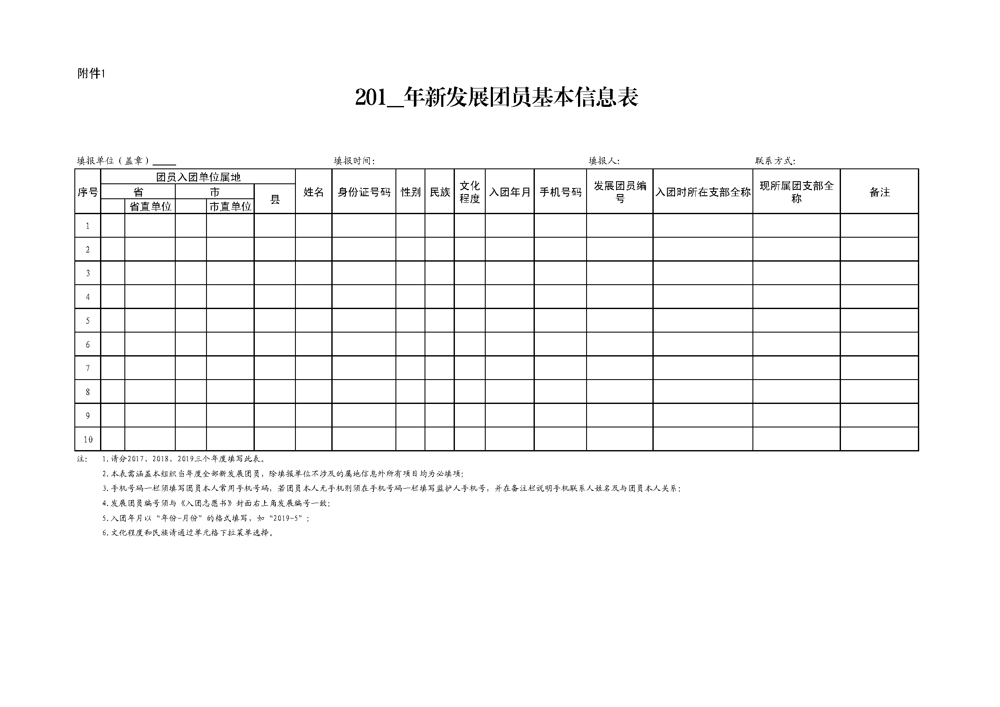 附件1
201__年新发展团员基本信息表
填报单位（盖章）_____ 填报时间： 填报人： 联系方式：
序号 团员入团单位属地 姓名 身份证号码 性别 民族 文化程度 入团年月 手机号码 发展团员编号 入团时所在支部全称 现所属团支部全称 备注
省 市 县
省直单位 市直单位
1
2
3
4
5
6
7
8
9
10
注： 1.请分2017、2018、2019三个年度填写此表。
2.本表需涵盖本组织当年度全部新发展团员，除填报单位不涉及的属地信息外所有项目均为必填项；
3.手机号码一栏须填写团员本人常用手机号码，若团员本人无手机则须在手机号码一栏填写监护人手机号，并在备注栏说明手机联系人姓名及与团员本人关系；
4.发展团员编号须与《入团志愿书》封面右上角发展编号一致；
5.入团年月以“年份-月份”的格式填写，如“2019-5”；
6.文化程度和民族请通过单元格下拉菜单选择。